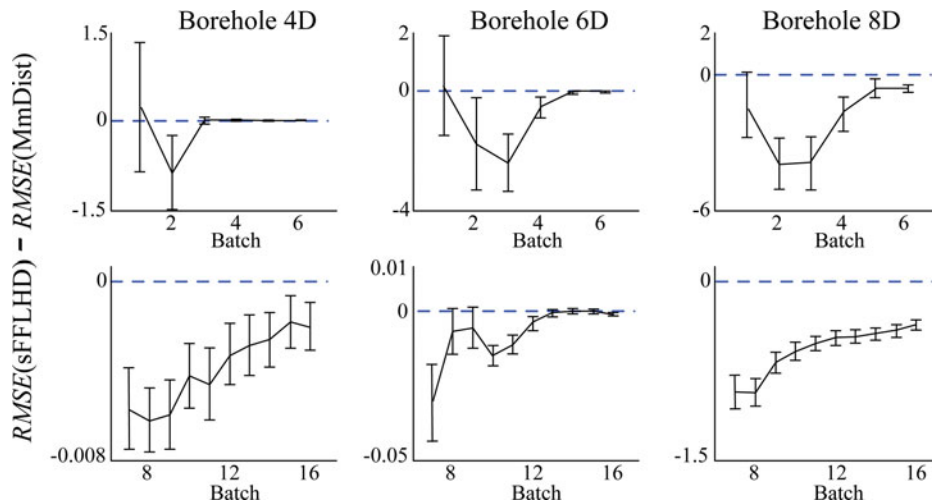 Borehole 4D Borehole 6D Borehole 8D
RMSE(sFFLHD) – RMSE(MmDist)
1.5
0
-1.5
2 4 6
Batch
2
0
-4
2 4 6
Batch
2
0
-6
2 4 6
Batch
0
-0.008
8 12 16
Batch
0.01
0
-0.05
8 12 16
Batch
0
-1.5
8 12 16
Batch